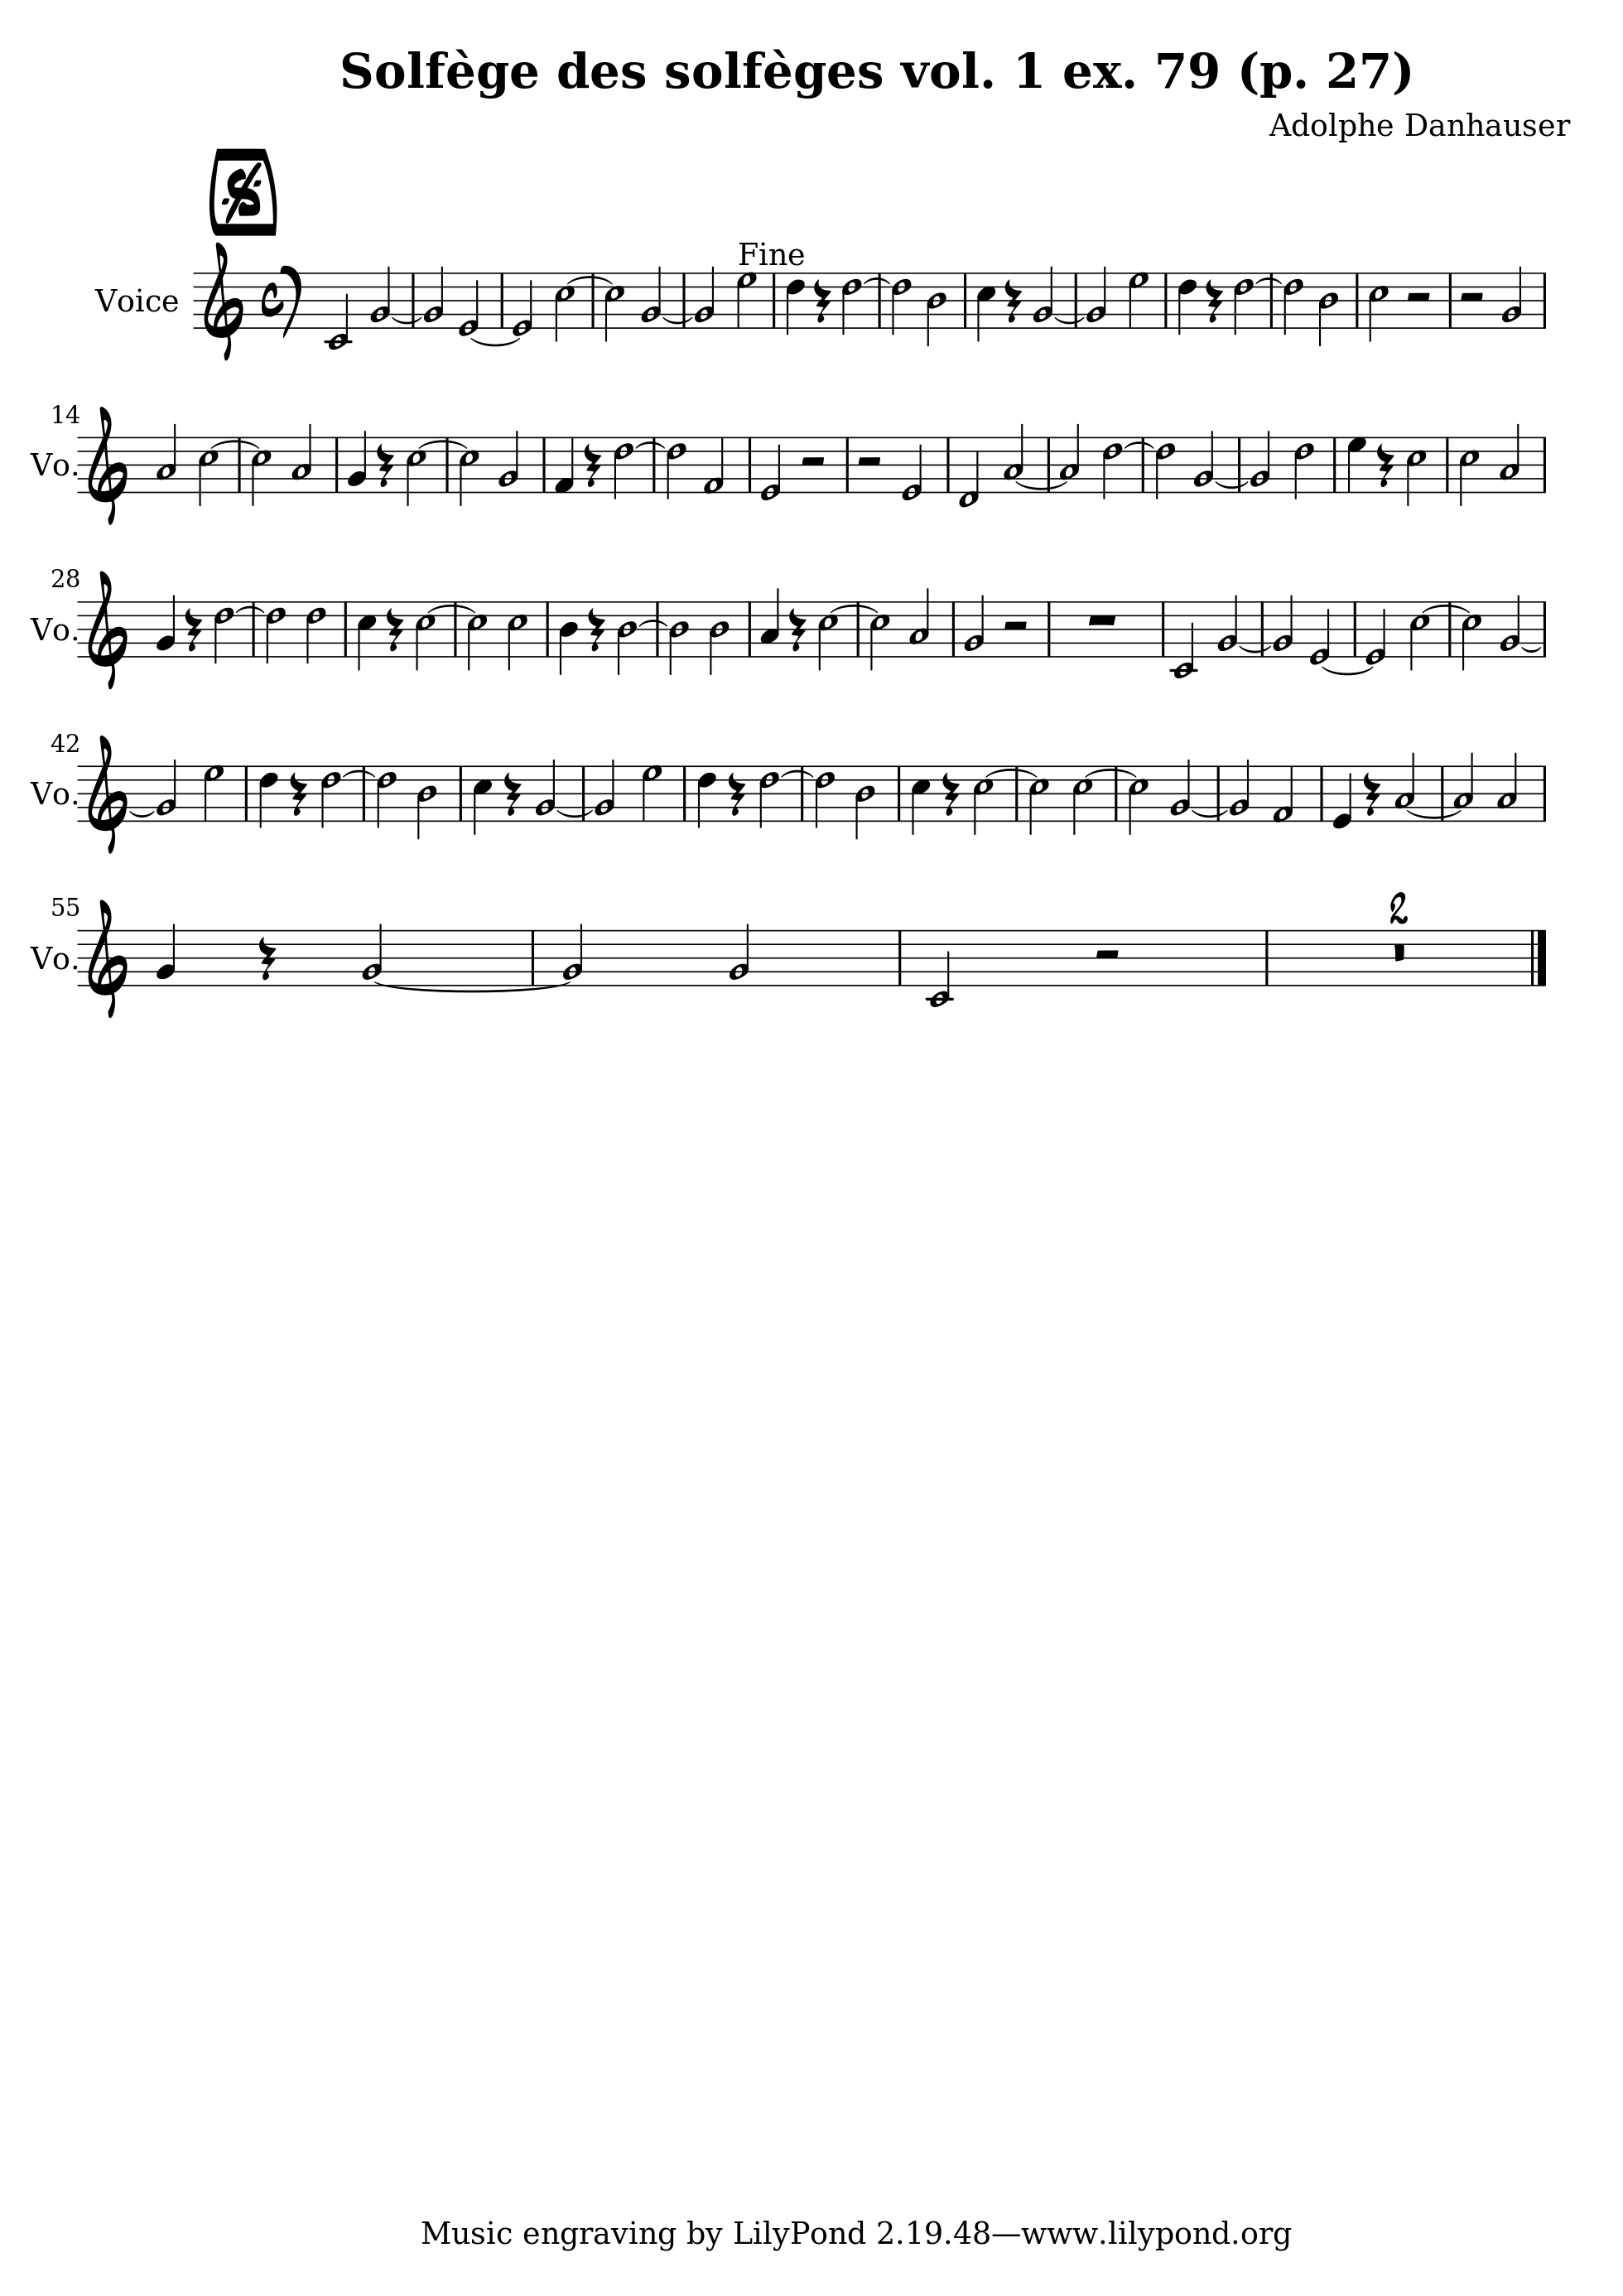 Solfège des solfèges vol. 1 ex. 79 (p. 27)
Adolphe Danhauser
Fine
Voice
14
Vo.
28
Vo.
42
Vo.
55
2
Vo.
Music engraving by LilyPond 2.19.48—www.lilypond.org